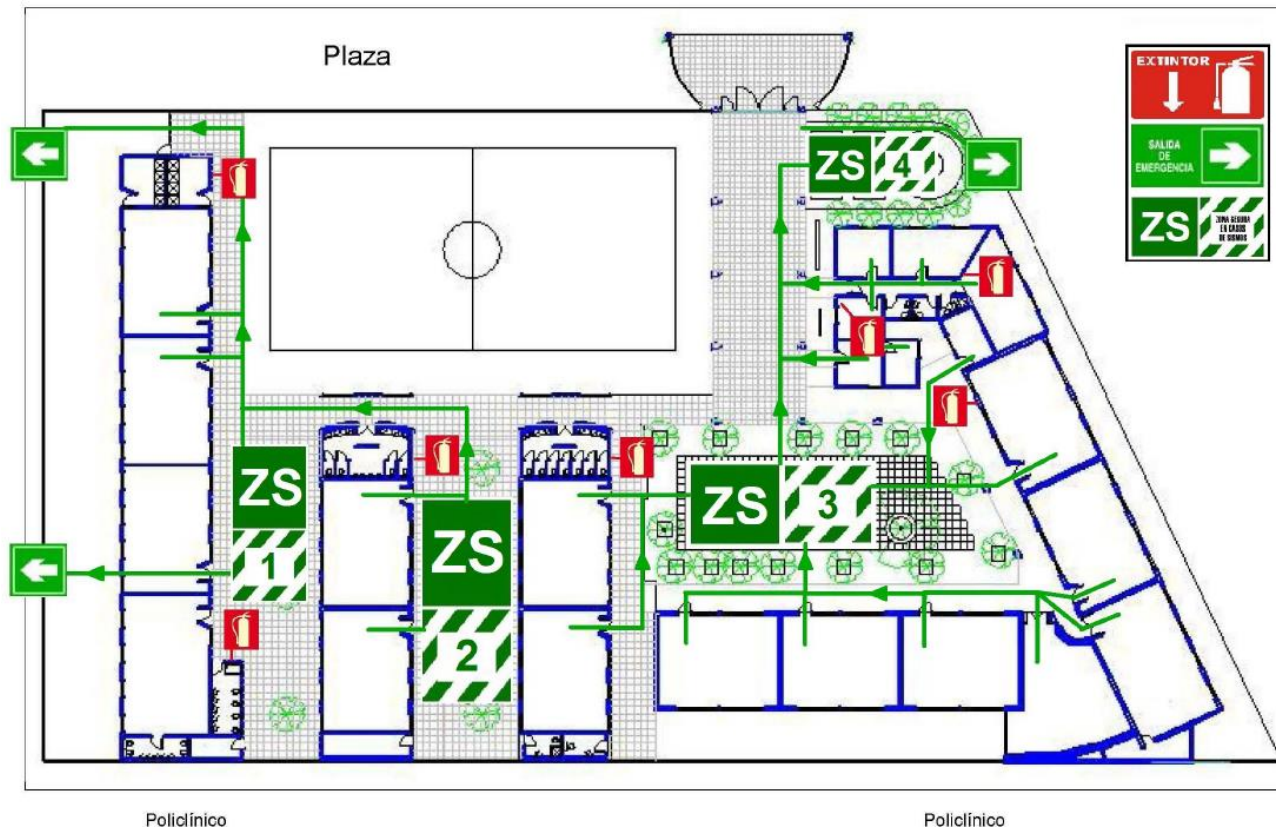 Plaza
EXTINTOR
SALIDA
DE
EMERGENCIA
ZS
ZONA SEGURA
EN CASOS
DE SISMOS
ZS
4
ZS
1
ZS
2
ZS
3
Policlínico
Policlínico